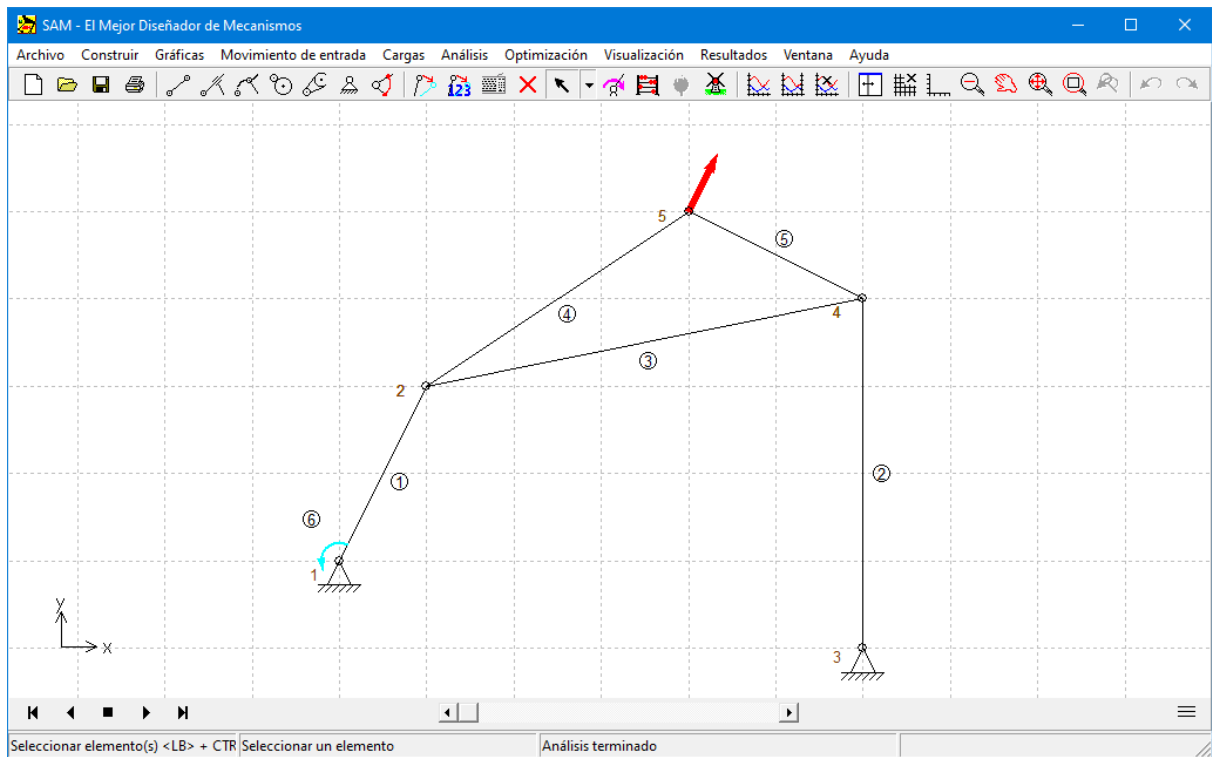 SAM - El Mejor Diseñador de Mecanismos
Archivo Construir Gráficas Movimiento de entrada Cargas Análisis Optimización Visualización Resultados Ventana Ayuda
123
5
⑤
④
4
③
2
①
②
⑥
1
y
x
3
Seleccionar elemento(s) <LB> + CTR Seleccionar un elemento Análisis terminado